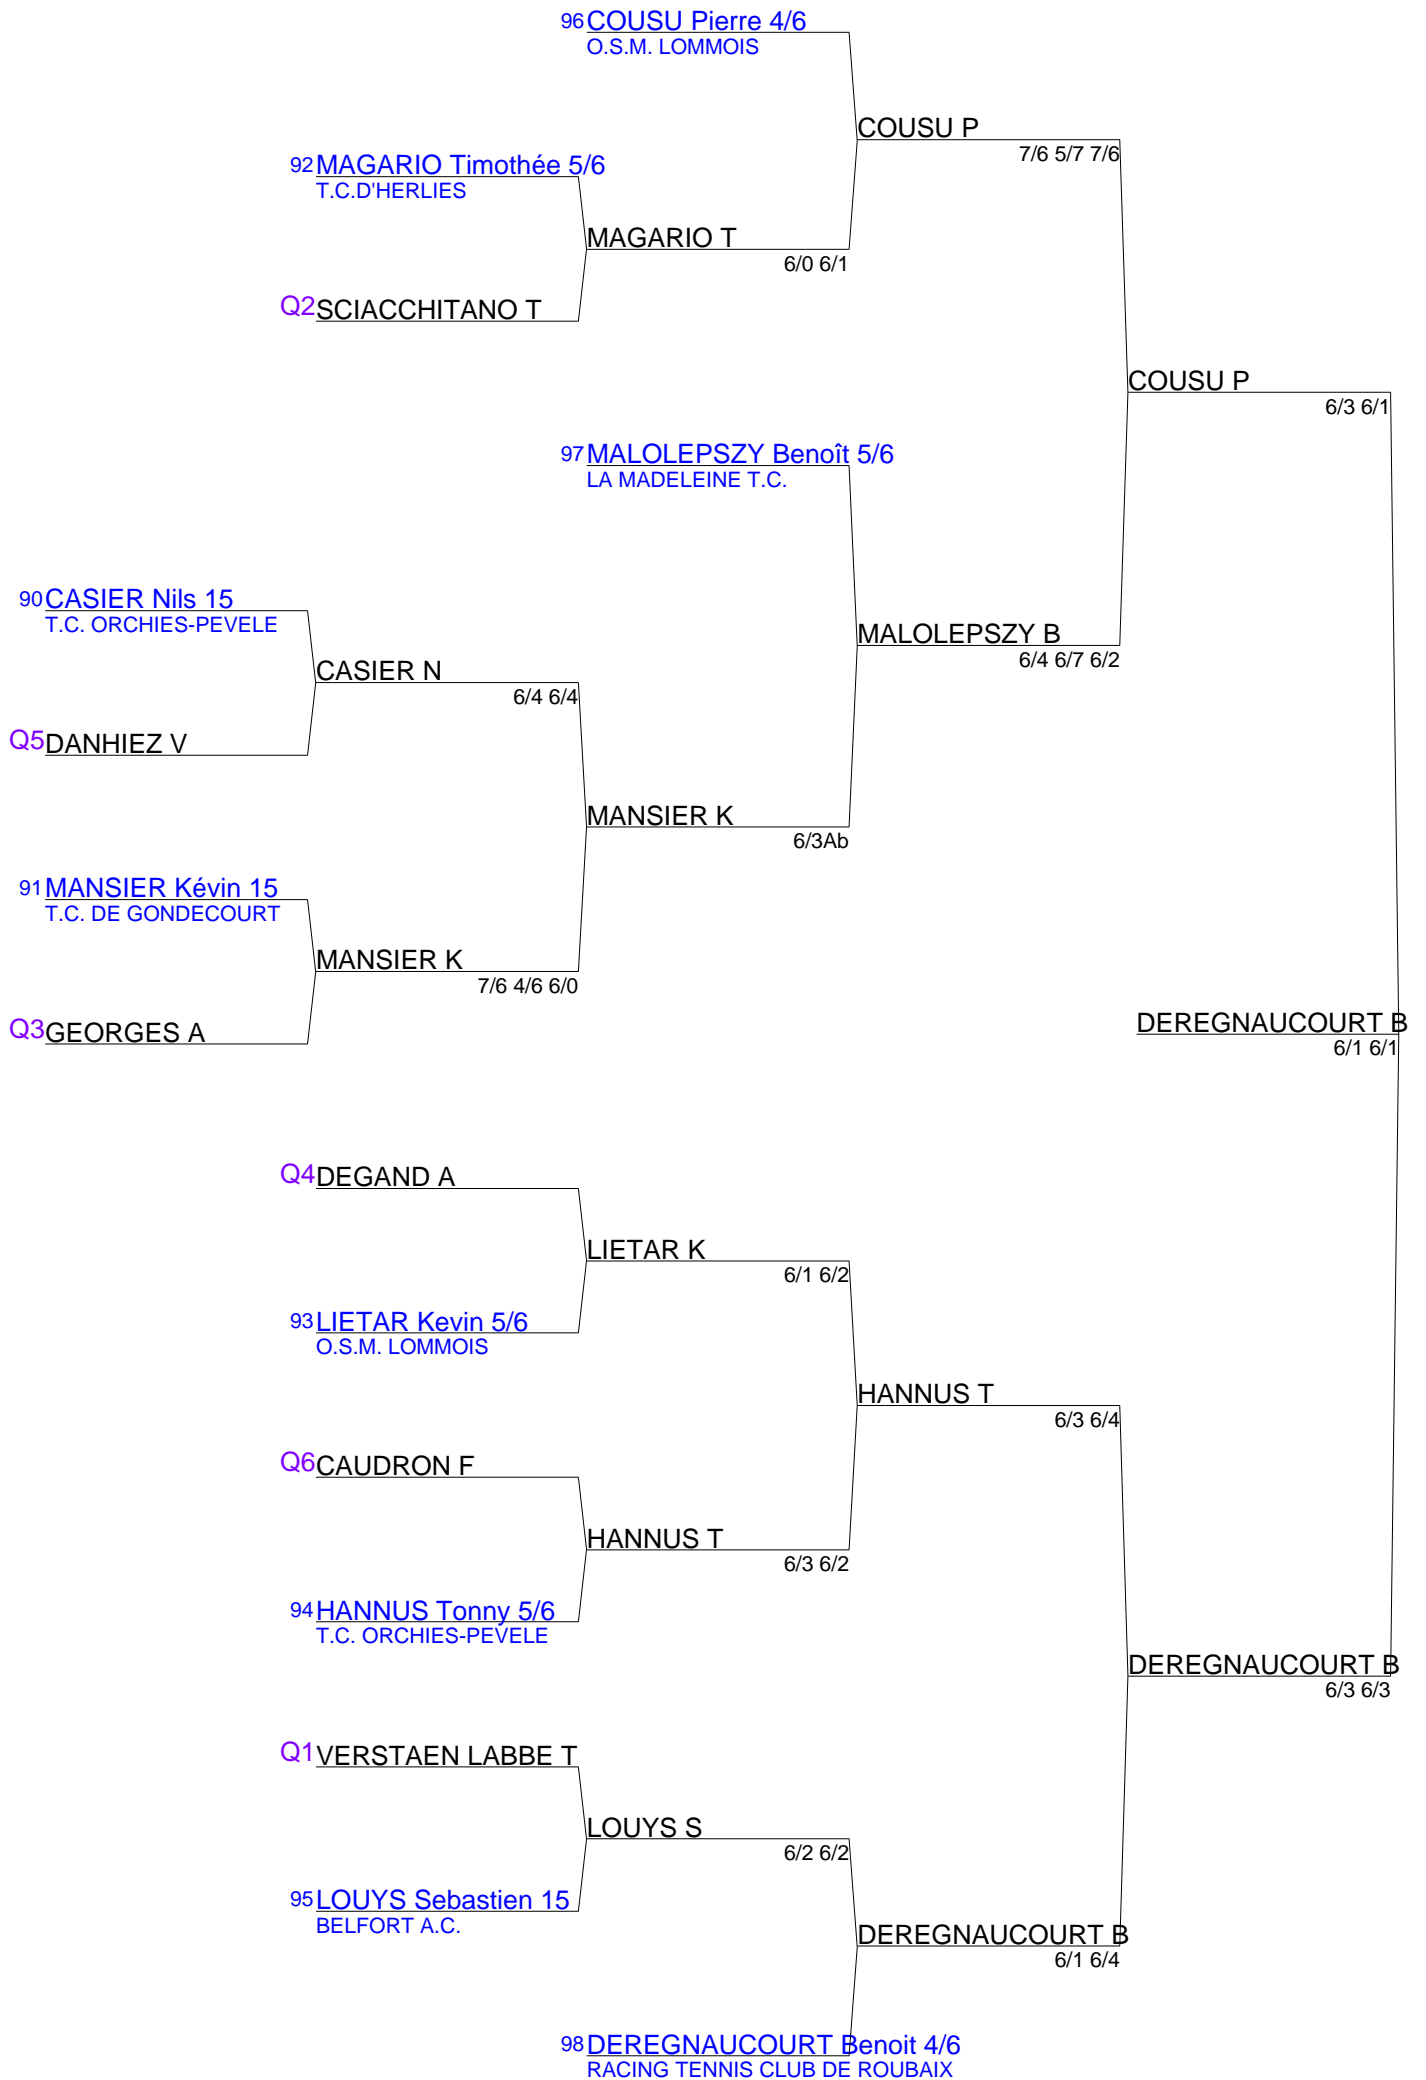 96 COUSU Pierre 4/6
O.S.M. LOMMOIS
COUSU P
7/6 5/7 7/6
92 MAGARIO Timothée 5/6
T.C.D'HERLIES
MAGARIO T
6/0 6/1
Q2 SCIACCHITANO T
COUSU P
6/3 6/1
97 MALOLEPSZY Benoît 5/6
LA MADELEINE T.C.
90 CASIER Nils 15
T.C. ORCHIES-PEVELE
MALOLEPSZY B
6/4 6/7 6/2
CASIER N
6/4 6/4
Q5 DANHIEZ V
MANSIER K
6/3Ab
91 MANSIER Kévin 15
T.C. DE GONDECOURT
MANSIER K
7/6 4/6 6/0
Q3 GEORGES A
DEREGNAUCOURT B
6/1 6/1
Q4 DEGAND A
LIETAR K
6/1 6/2
93 LIETAR Kevin 5/6
O.S.M. LOMMOIS
HANNUS T
6/3 6/4
Q6 CAUDRON F
HANNUS T
6/3 6/2
94 HANNUS Tonny 5/6
T.C. ORCHIES-PEVELE
DEREGNAUCOURT B
6/3 6/3
Q1 VERSTAEN LABBE T
LOUYS S
6/2 6/2
95 LOUYS Sebastien 15
BELFORT A.C.
DEREGNAUCOURT B
6/1 6/4
98 DEREGNAUCOURT Benoit 4/6
RACING TENNIS CLUB DE ROUBAIX